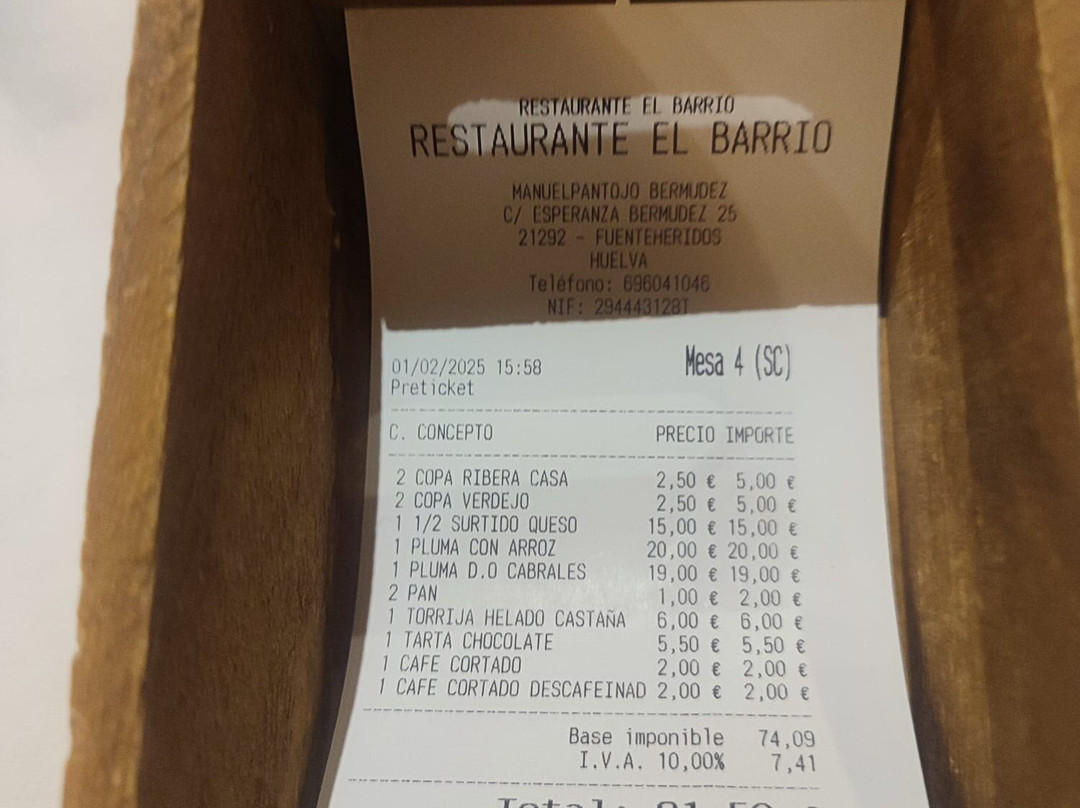 RESTAURANTE EL BARRIO
RESTAURANTE EL BARRIO
MANUELPANTOJO BERMUDEZ
C/ ESPERANZA BERMUDEZ 25
21292 - FUENTEHERIDOS
HUELVA
Teléfono: 696041046
NIF: 29444312BT
01/02/2025 15:58 Mesa 4 (SC)
Preticket
C. CONCEPTO PRECIO IMPORTE
2 COPA RIBERA CASA 2,50 € 5,00 €
2 COPA VERDEJO 2,50 € 5,00 €
1 1/2 SURTIDO QUESO 15,00 € 15,00 €
1 PLUMA CON ARROZ 20,00 € 20,00 €
1 PLUMA D.O CABRALES 19,00 € 19,00 €
2 PAN 1,00 € 2,00 €
1 TORRIJA HELADO CASTAÑA 6,00 € 6,00 €
1 TARTA CHOCOLATE 5,50 € 5,50 €
1 CAFE CORTADO 2,00 € 2,00 €
1 CAFE CORTADO DESCAFEINAD 2,00 € 2,00 €
Base imponible 74,09
I.V.A. 10,00% 7,41
Total: 81,50